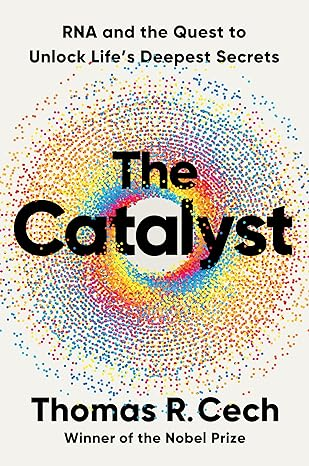 RNA and the Quest to
Unlock Life's Deepest Secrets
The
Catalyst
Thomas R. Cech
Winner of the Nobel Prize